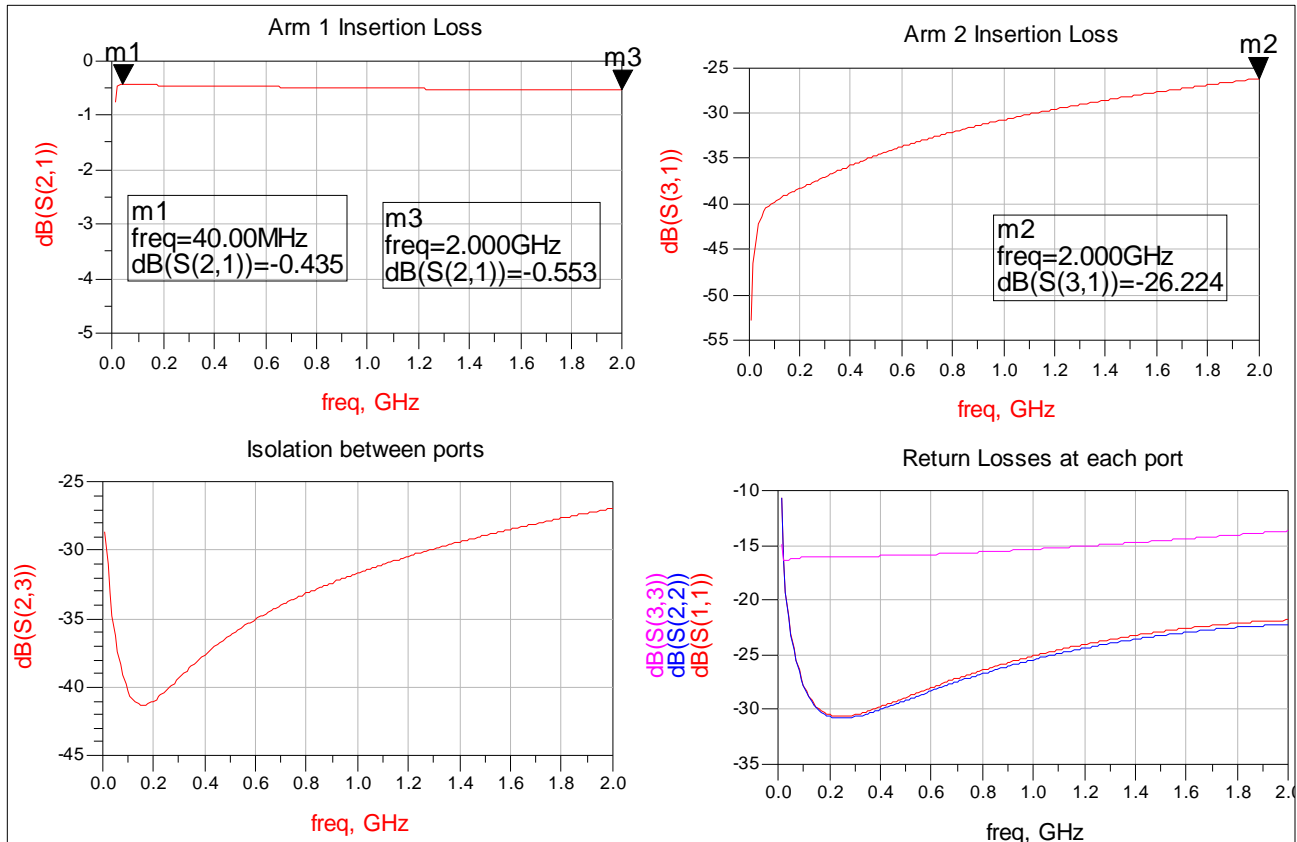 Arm 1 Insertion Loss
m1
m3
0
-1
-2
-3
-4
-5
dB(S(2,1))
m1
freq=40.00MHz
dB(S(2,1))=-0.435
m3
freq=2.000GHz
dB(S(2,1))=-0.553
0.0 0.2 0.4 0.6 0.8 1.0 1.2 1.4 1.6 1.8 2.0
freq, GHz
Arm 2 Insertion Loss
m2
-25
-30
-35
-40
-45
-50
-55
dB(S(3,1))
m2
freq=2.000GHz
dB(S(3,1))=-26.224
0.0 0.2 0.4 0.6 0.8 1.0 1.2 1.4 1.6 1.8 2.0
freq, GHz
Isolation between ports
-25
-30
-35
-40
-45
dB(S(2,3))
0.0 0.2 0.4 0.6 0.8 1.0 1.2 1.4 1.6 1.8 2.0
freq, GHz
Return Losses at each port
-10
-15
-20
-25
-30
-35
dB(S(3,3))
dB(S(2,2))
dB(S(1,1))
0.0 0.2 0.4 0.6 0.8 1.0 1.2 1.4 1.6 1.8 2.0
freq, GHz